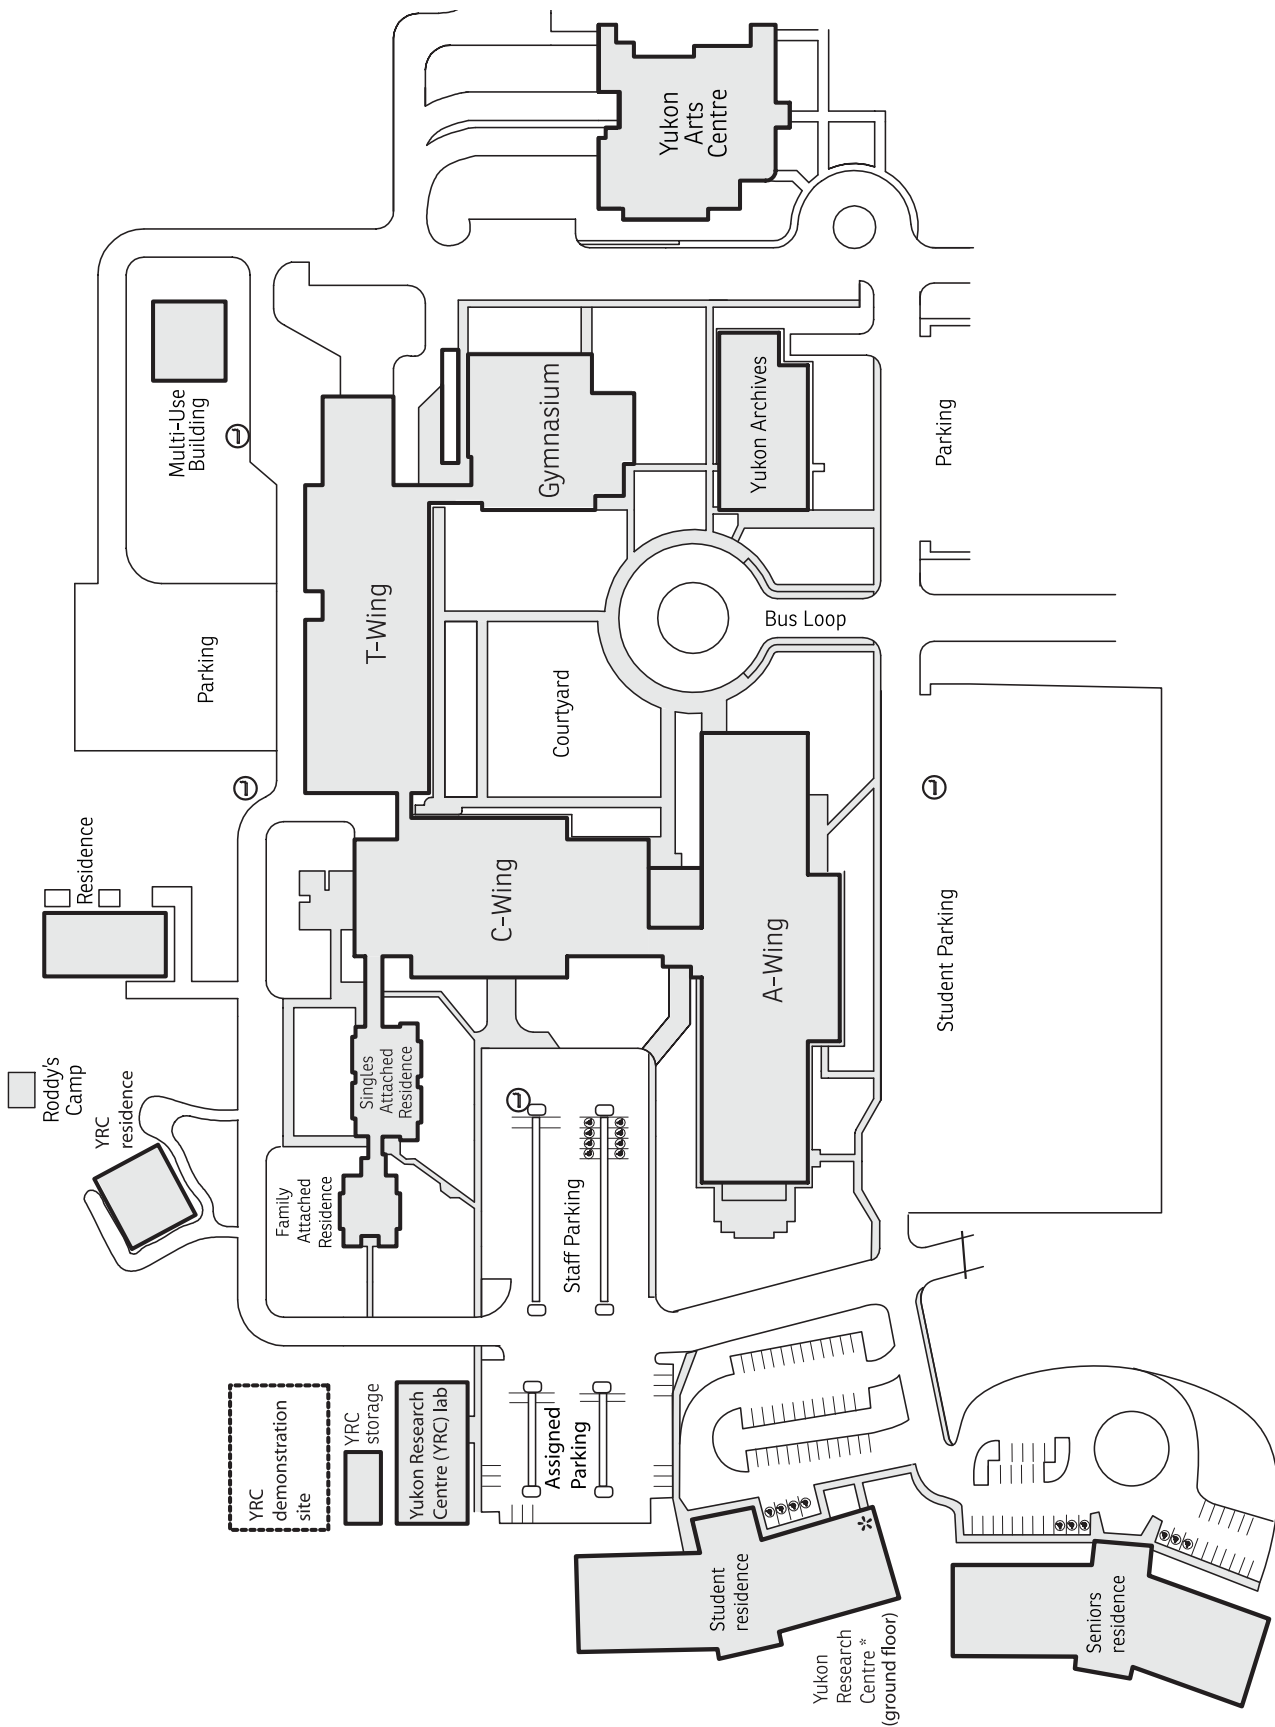 Yukon
Arts
Centre
Multi-Use
Building
Gymnasium
Yukon Archives
Parking
T-Wing
Parking
Bus Loop
Courtyard
Residence
C-Wing
A-Wing
Student Parking
Roddy's
Camp
YRC
residence
Singles
Attached
Residence
Family
Attached
Residence
Staff Parking
YRC
demonstration
site
YRC
storage
Yukon Research
Centre (YRC) lab
Assigned
Parking
Student
residence
*
Yukon
Research
Centre *
(ground floor)
Seniors
residence